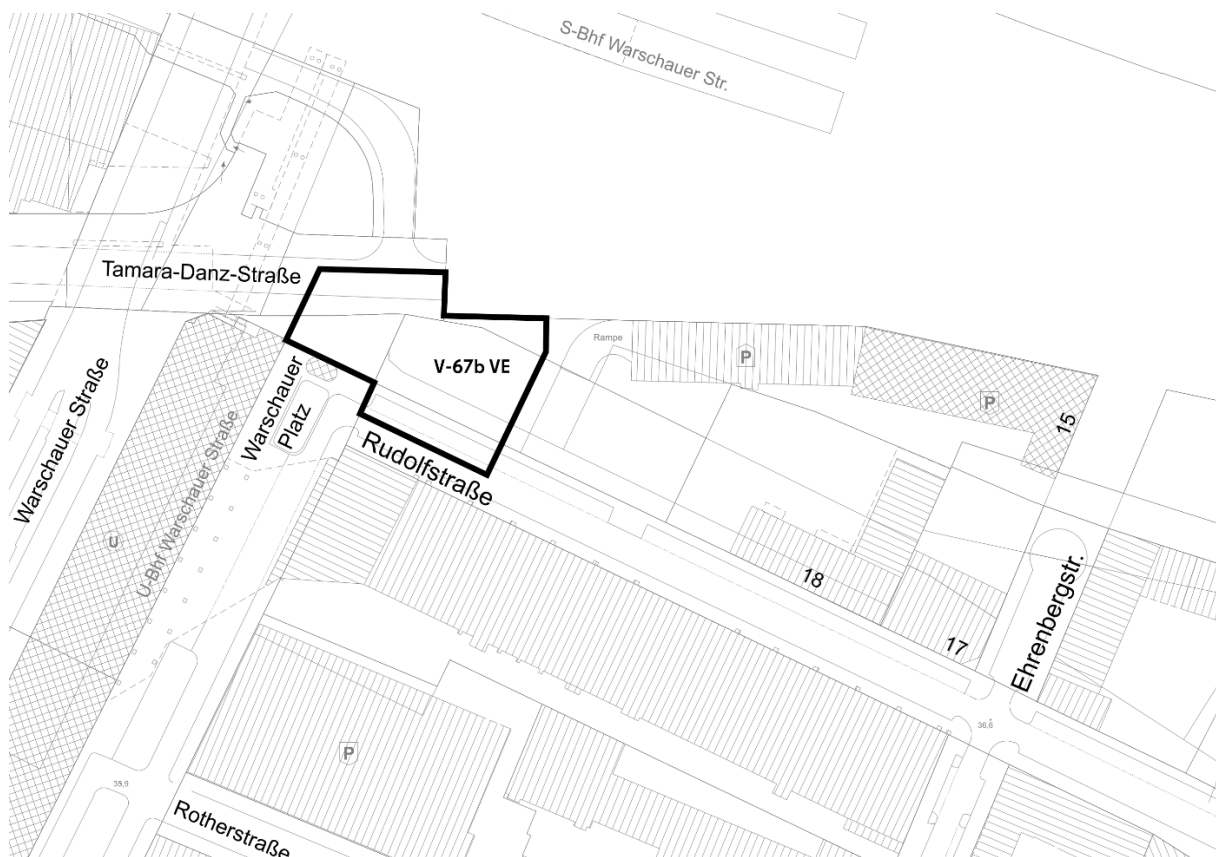 S-Bhf Warschauer Str.
Tamara-Danz-Straße
Rampe
P
V-67b VE
P
Warschauer
Platz
15
Warschauer Straße
U-Bhf Warschauer Straße
Rudolfstraße
U
18
17
Ehrenbergstr.
36,6
P
35,9
Rotherstraße